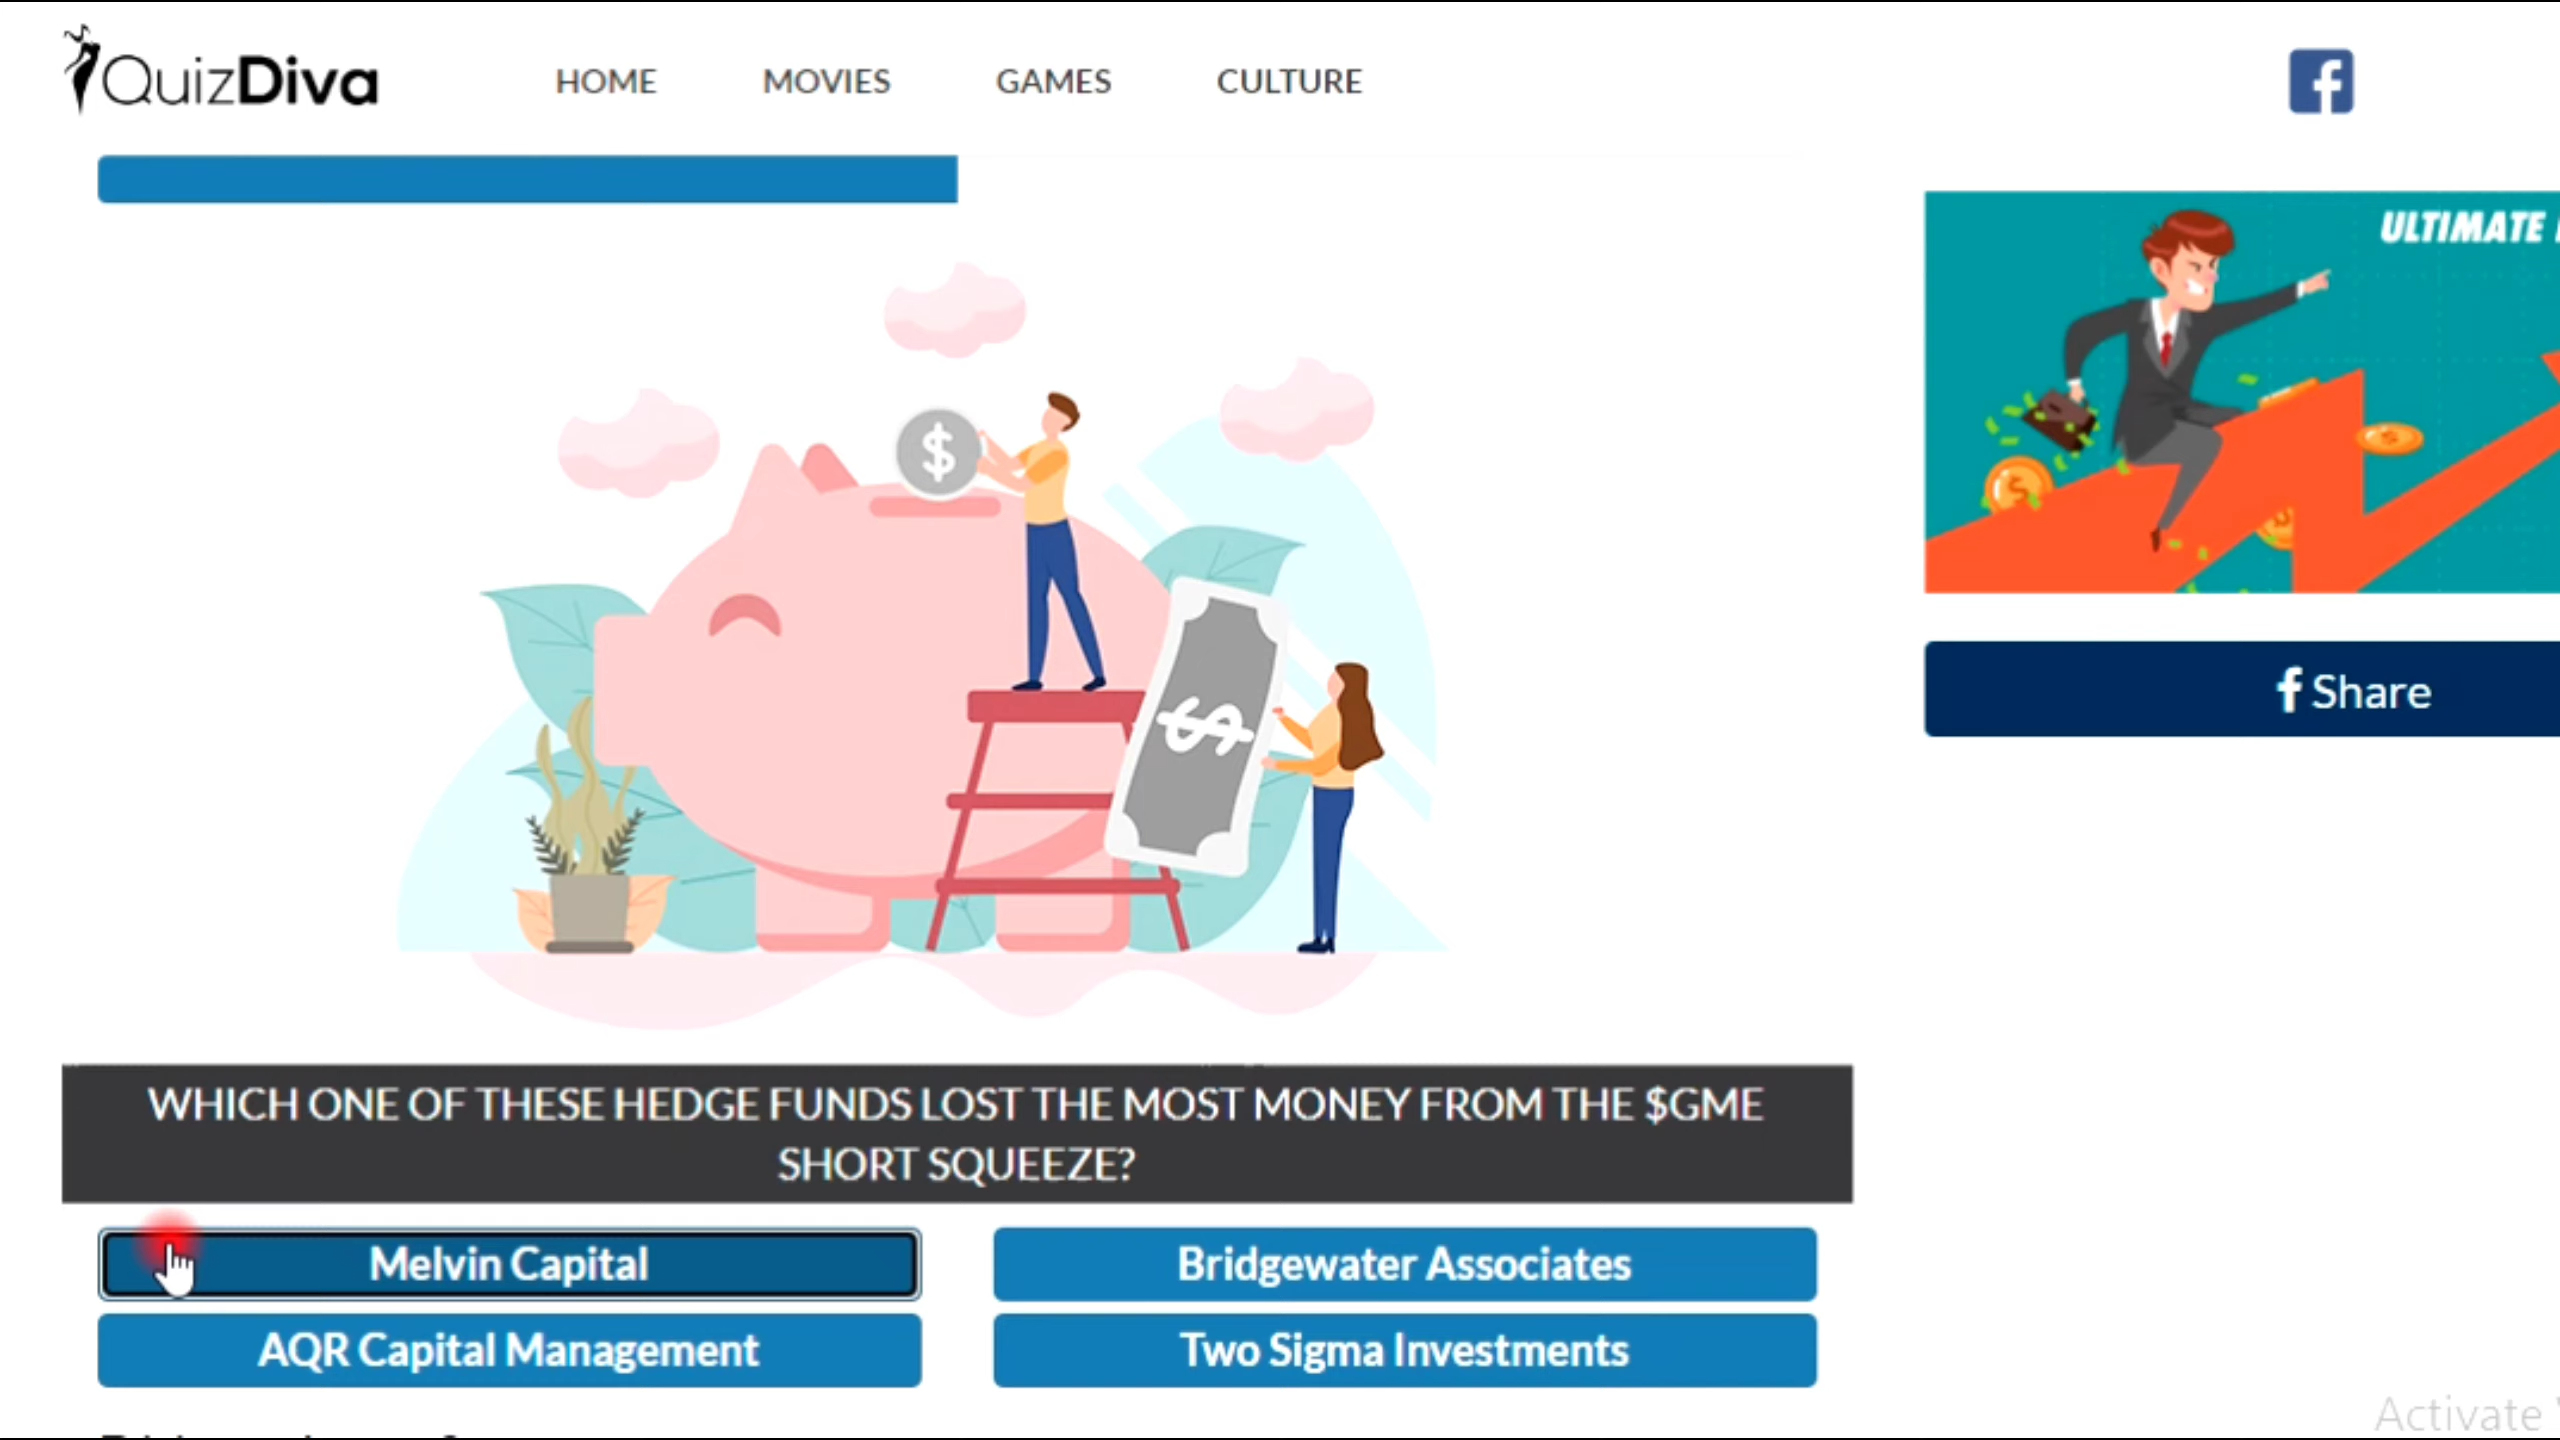 QuizDiva
HOME
MOVIES
GAMES
CULTURE
ULTIMATE
$
$
Share
WHICH ONE OF THESE HEDGE FUNDS LOST THE MOST MONEY FROM THE $GME
SHORT SQUEEZE?
Melvin Capital
Bridgewater Associates
AQR Capital Management
Two Sigma Investments
Activate